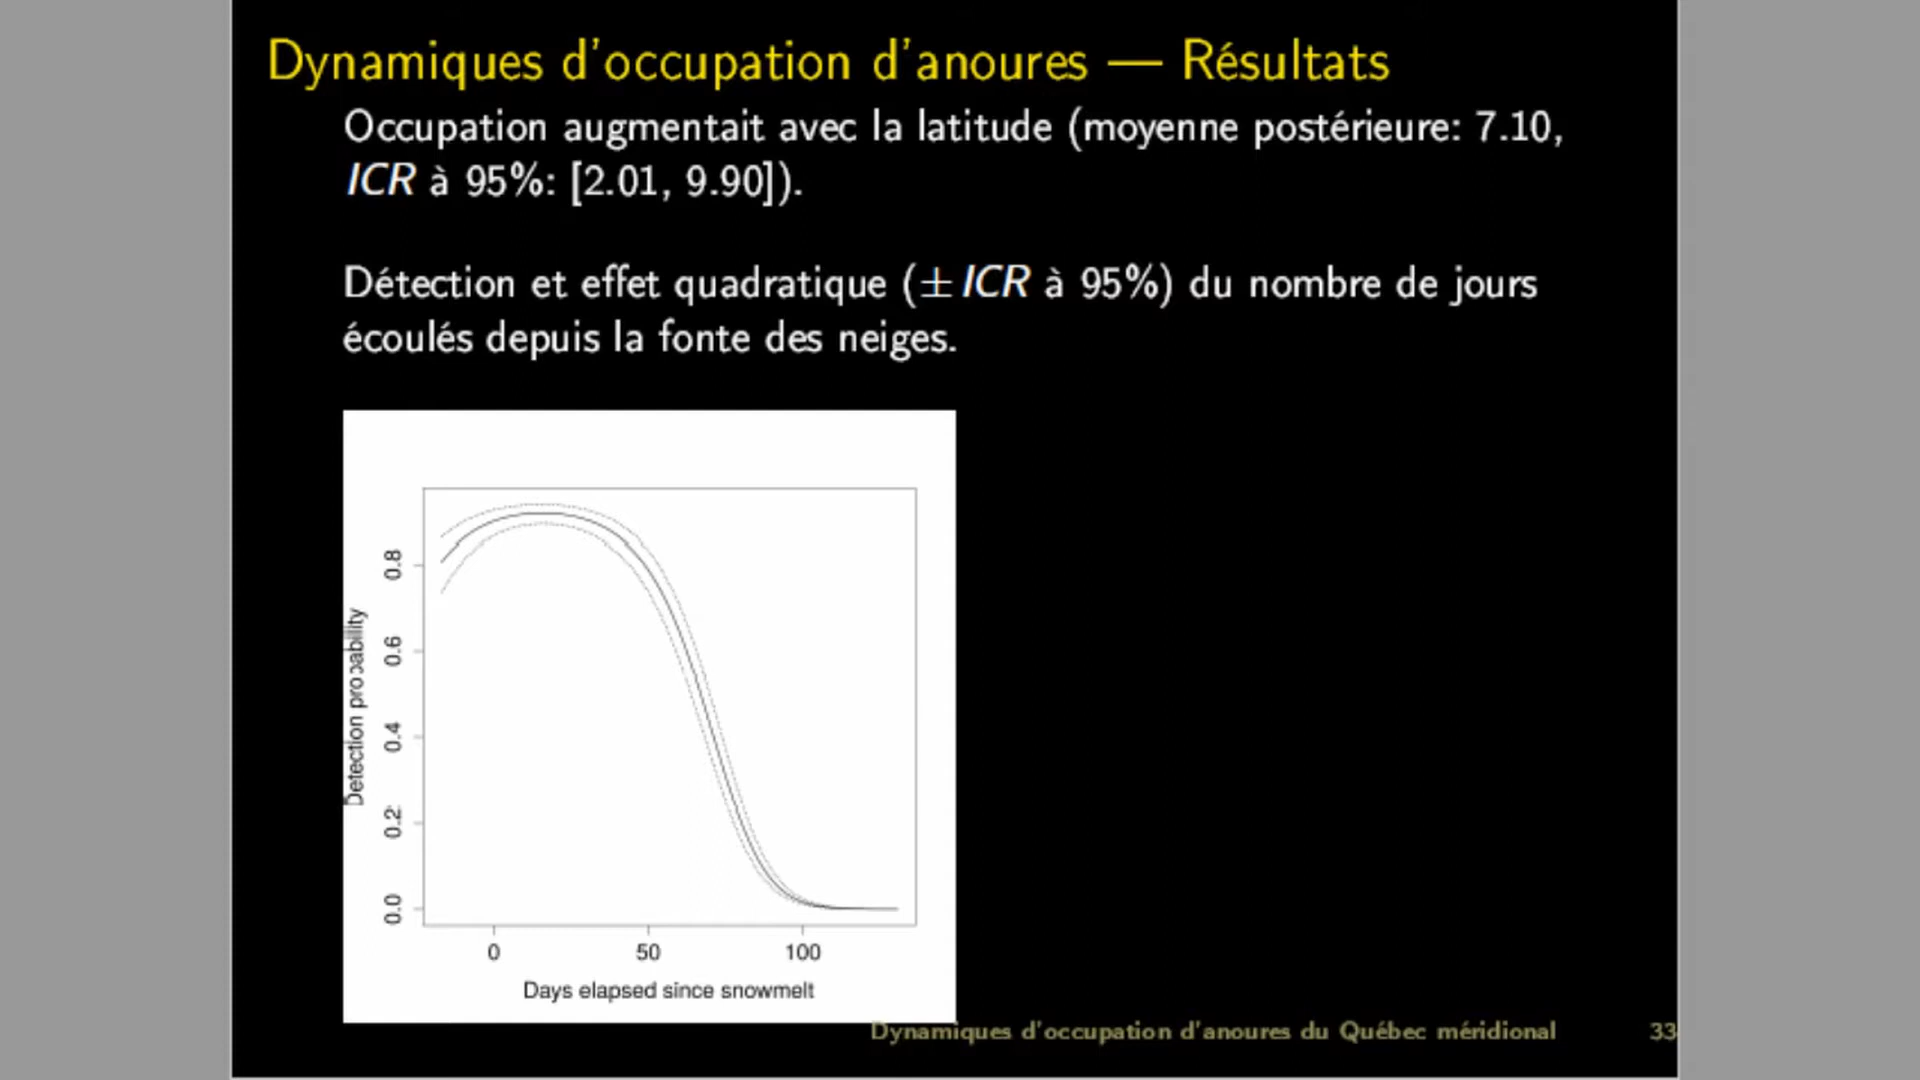 Dynamiques d'occupation d'anoures — Résultats
Occupation augmentait avec la latitude (moyenne postérieure: 7.10,
ICR à 95%: [2.01, 9.90]).
Détection et effet quadratique (± ICR à 95%) du nombre de jours
écoulés depuis la fonte des neiges.
Detection probability
0.8
0.6
0.4
0.2
0.0
0 50 100
Days elapsed since snowmelt
Dynamiques d'occupation d'anoures du Québec méridional 33